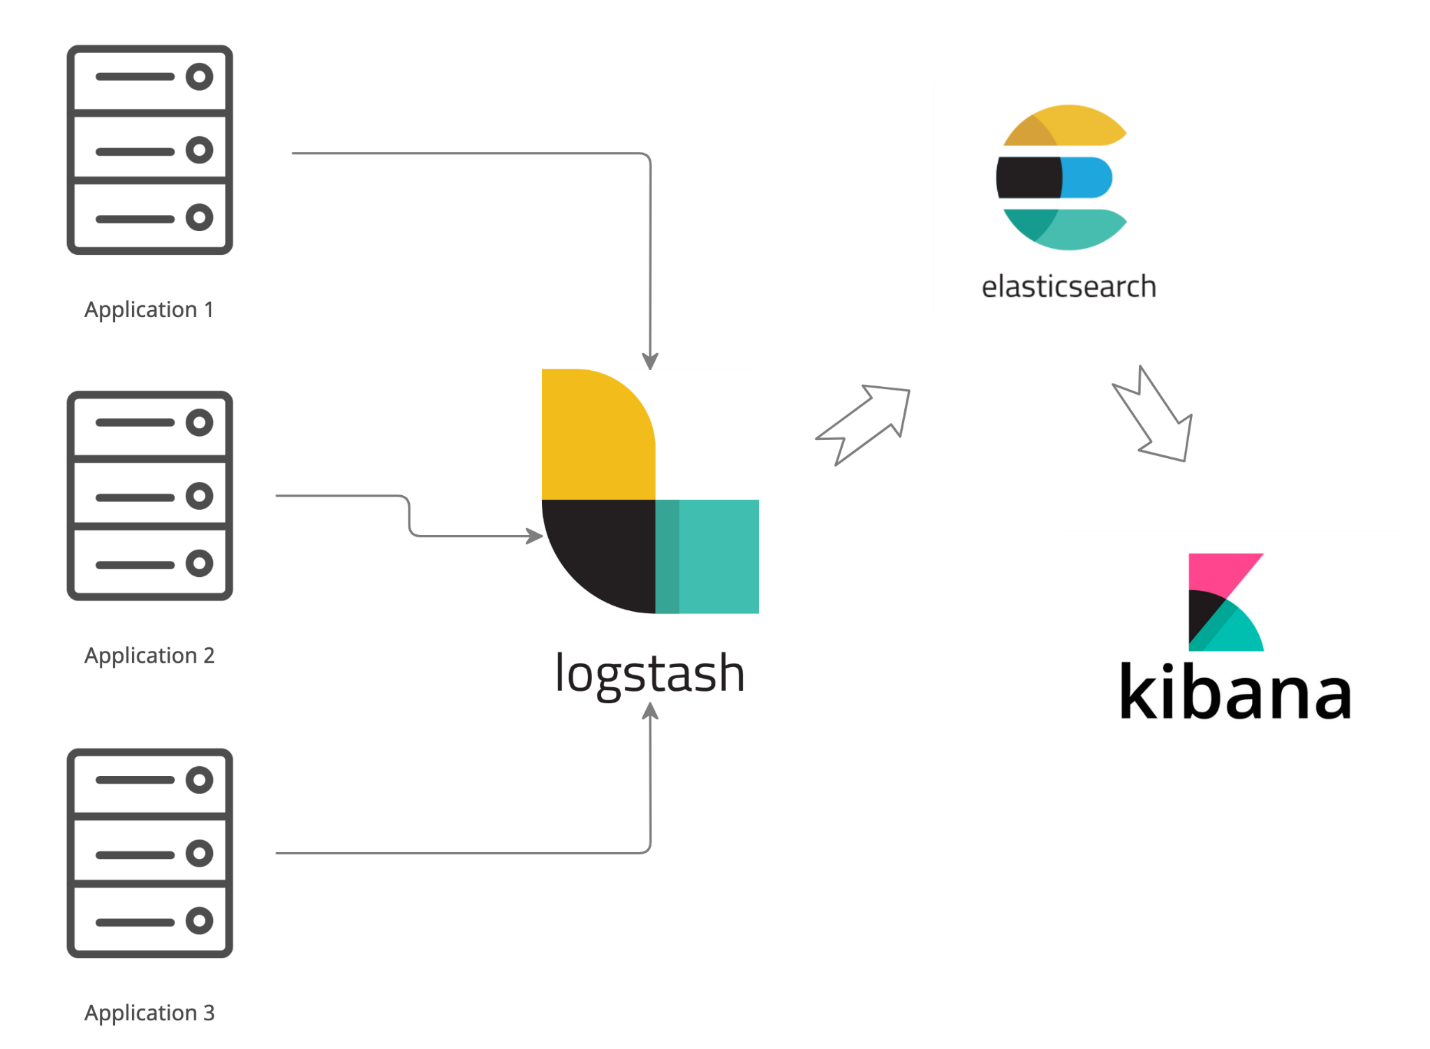 Application 1
elasticsearch
Application 2
logstash
kibana
Application 3